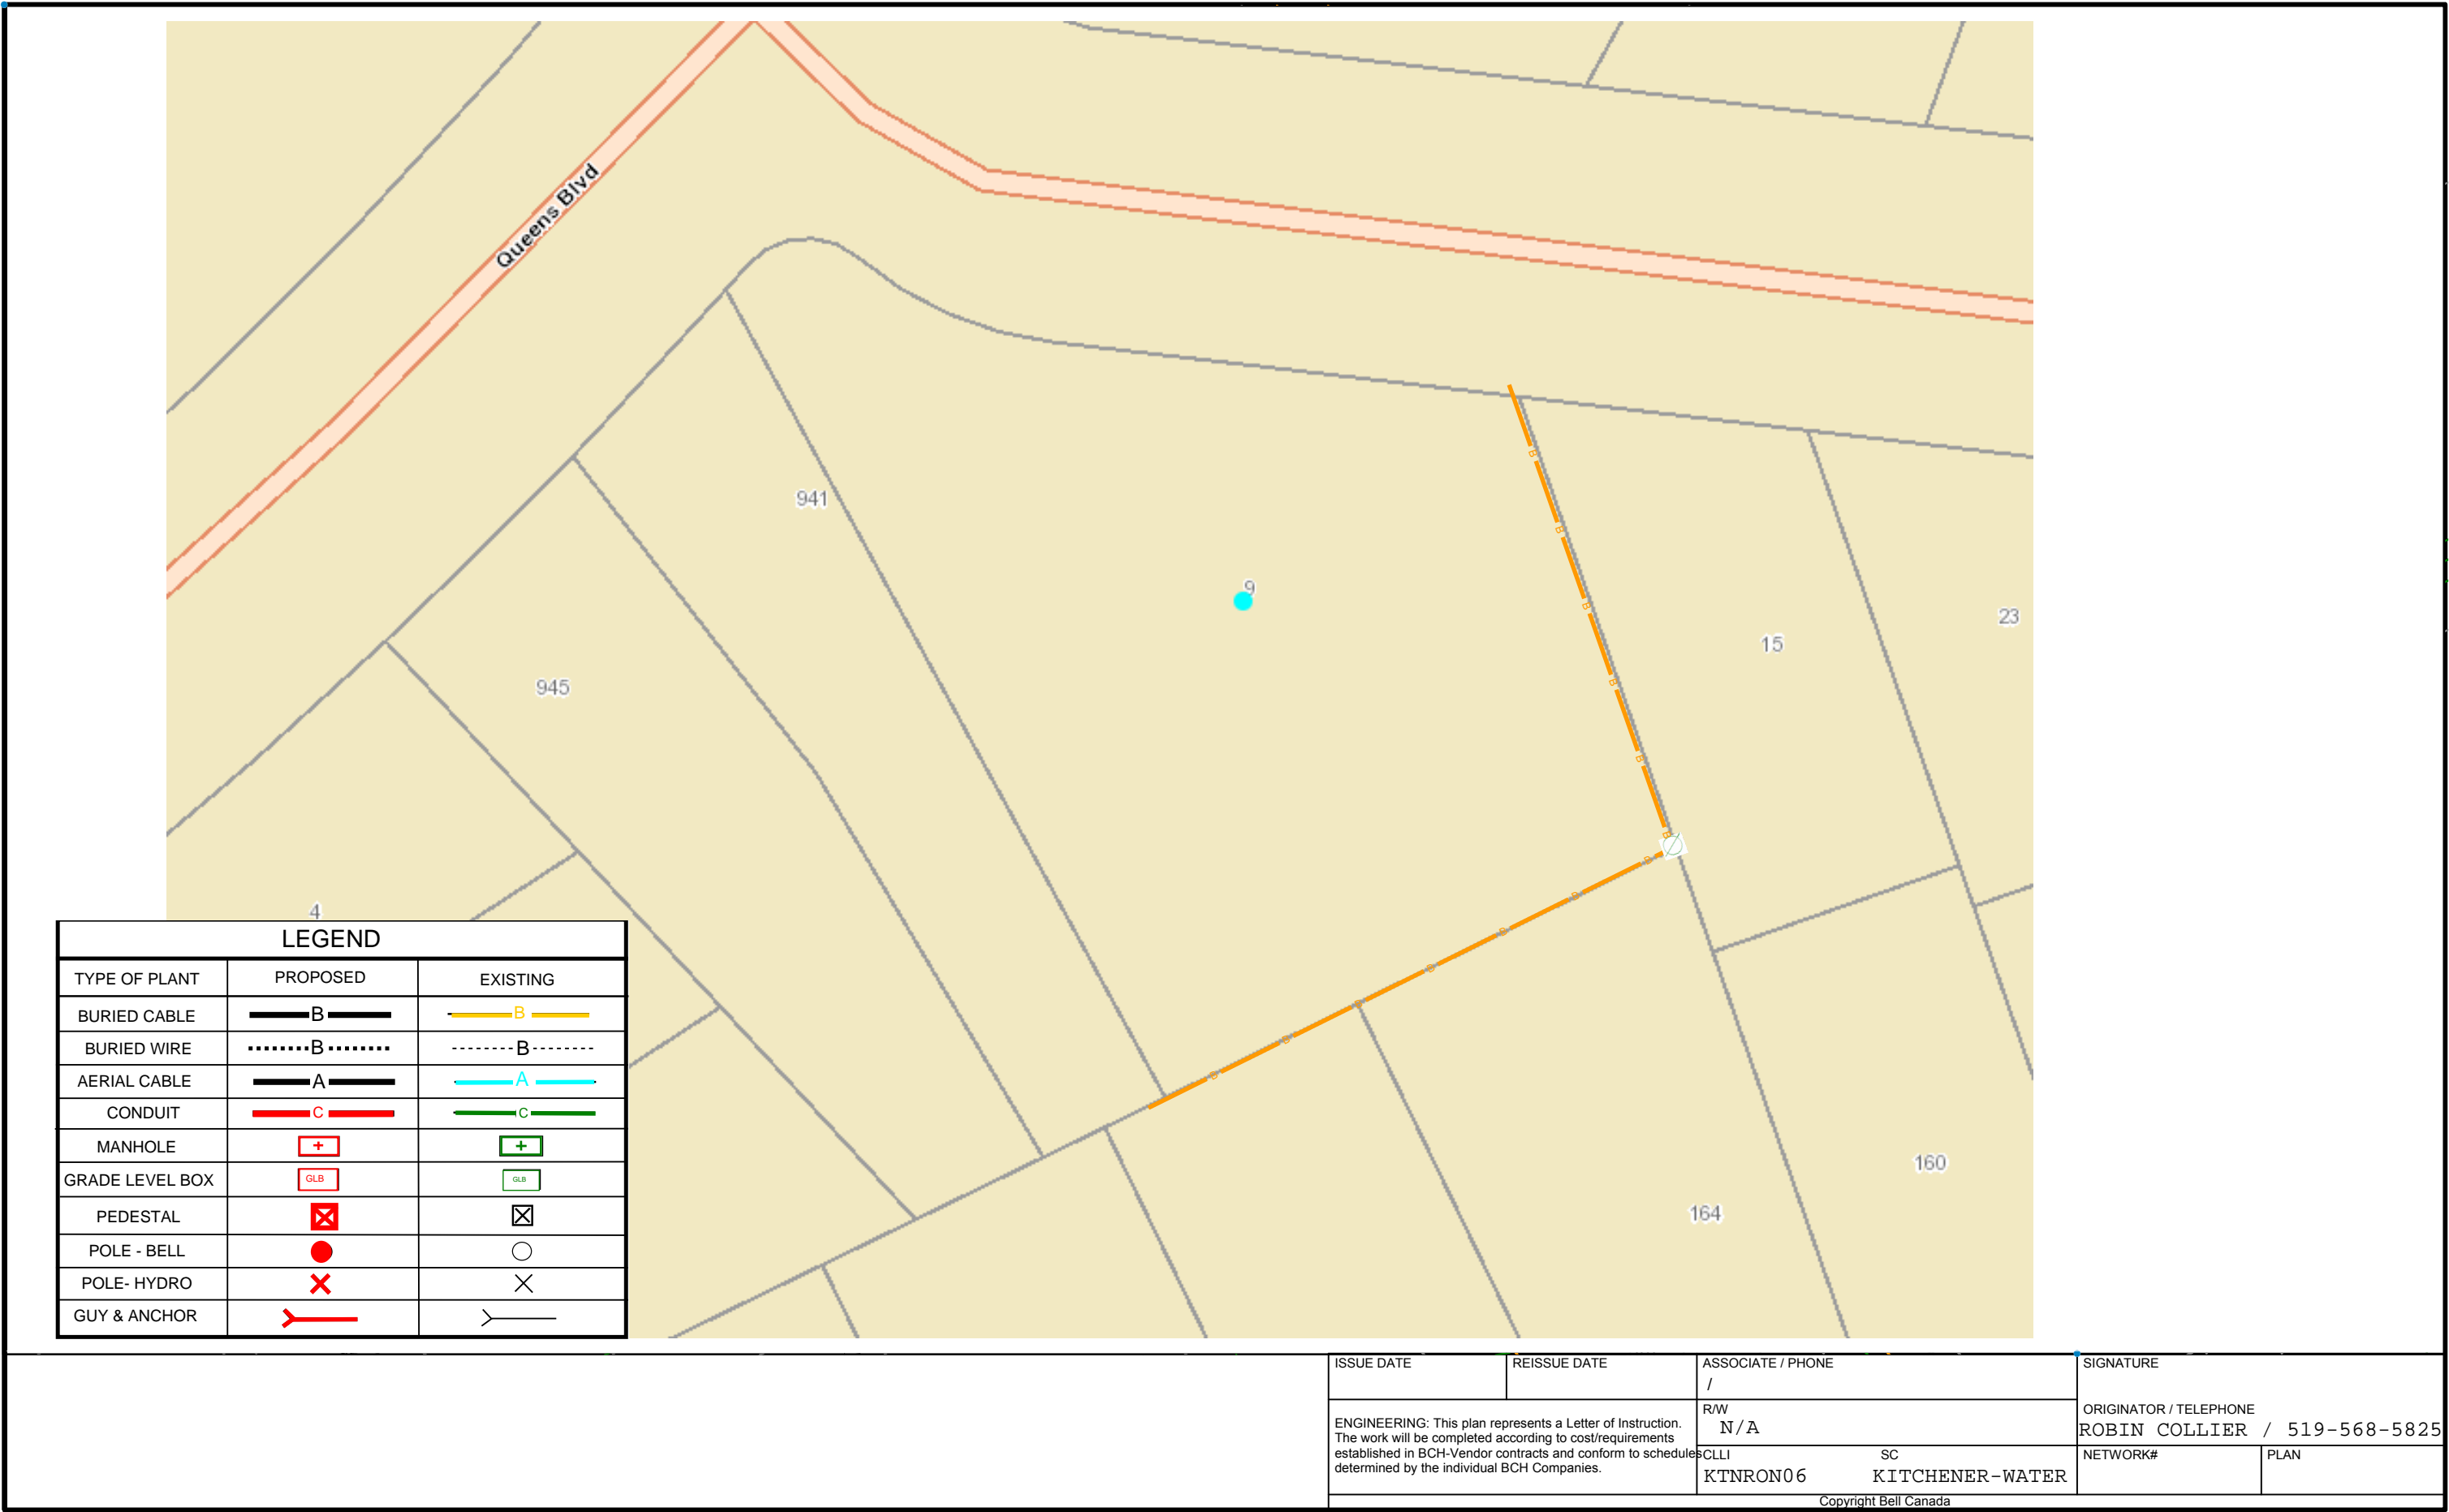 Queens Blvd
941
9
945
15
23
4
160
164
B
B
B
B
B
B
B
B
B
B
B
B
B
LEGEND
TYPE OF PLANT PROPOSED EXISTING
BURIED CABLE B B
BURIED WIRE B B
AERIAL CABLE A A
CONDUIT C C
MANHOLE + +
GRADE LEVEL BOX GLB GLB
PEDESTAL
POLE - BELL
POLE- HYDRO
GUY & ANCHOR
ISSUE DATE
REISSUE DATE
ASSOCIATE / PHONE
/
SIGNATURE
ENGINEERING: This plan represents a Letter of Instruction.
The work will be completed according to cost/requirements
established in BCH-Vendor contracts and conform to schedules
determined by the individual BCH Companies.
R/W
N/A
ORIGINATOR / TELEPHONE
ROBIN COLLIER / 519-568-5825
CLLI SC
KTNRON06 KITCHENER-WATER
NETWORK#
PLAN
Copyright Bell Canada